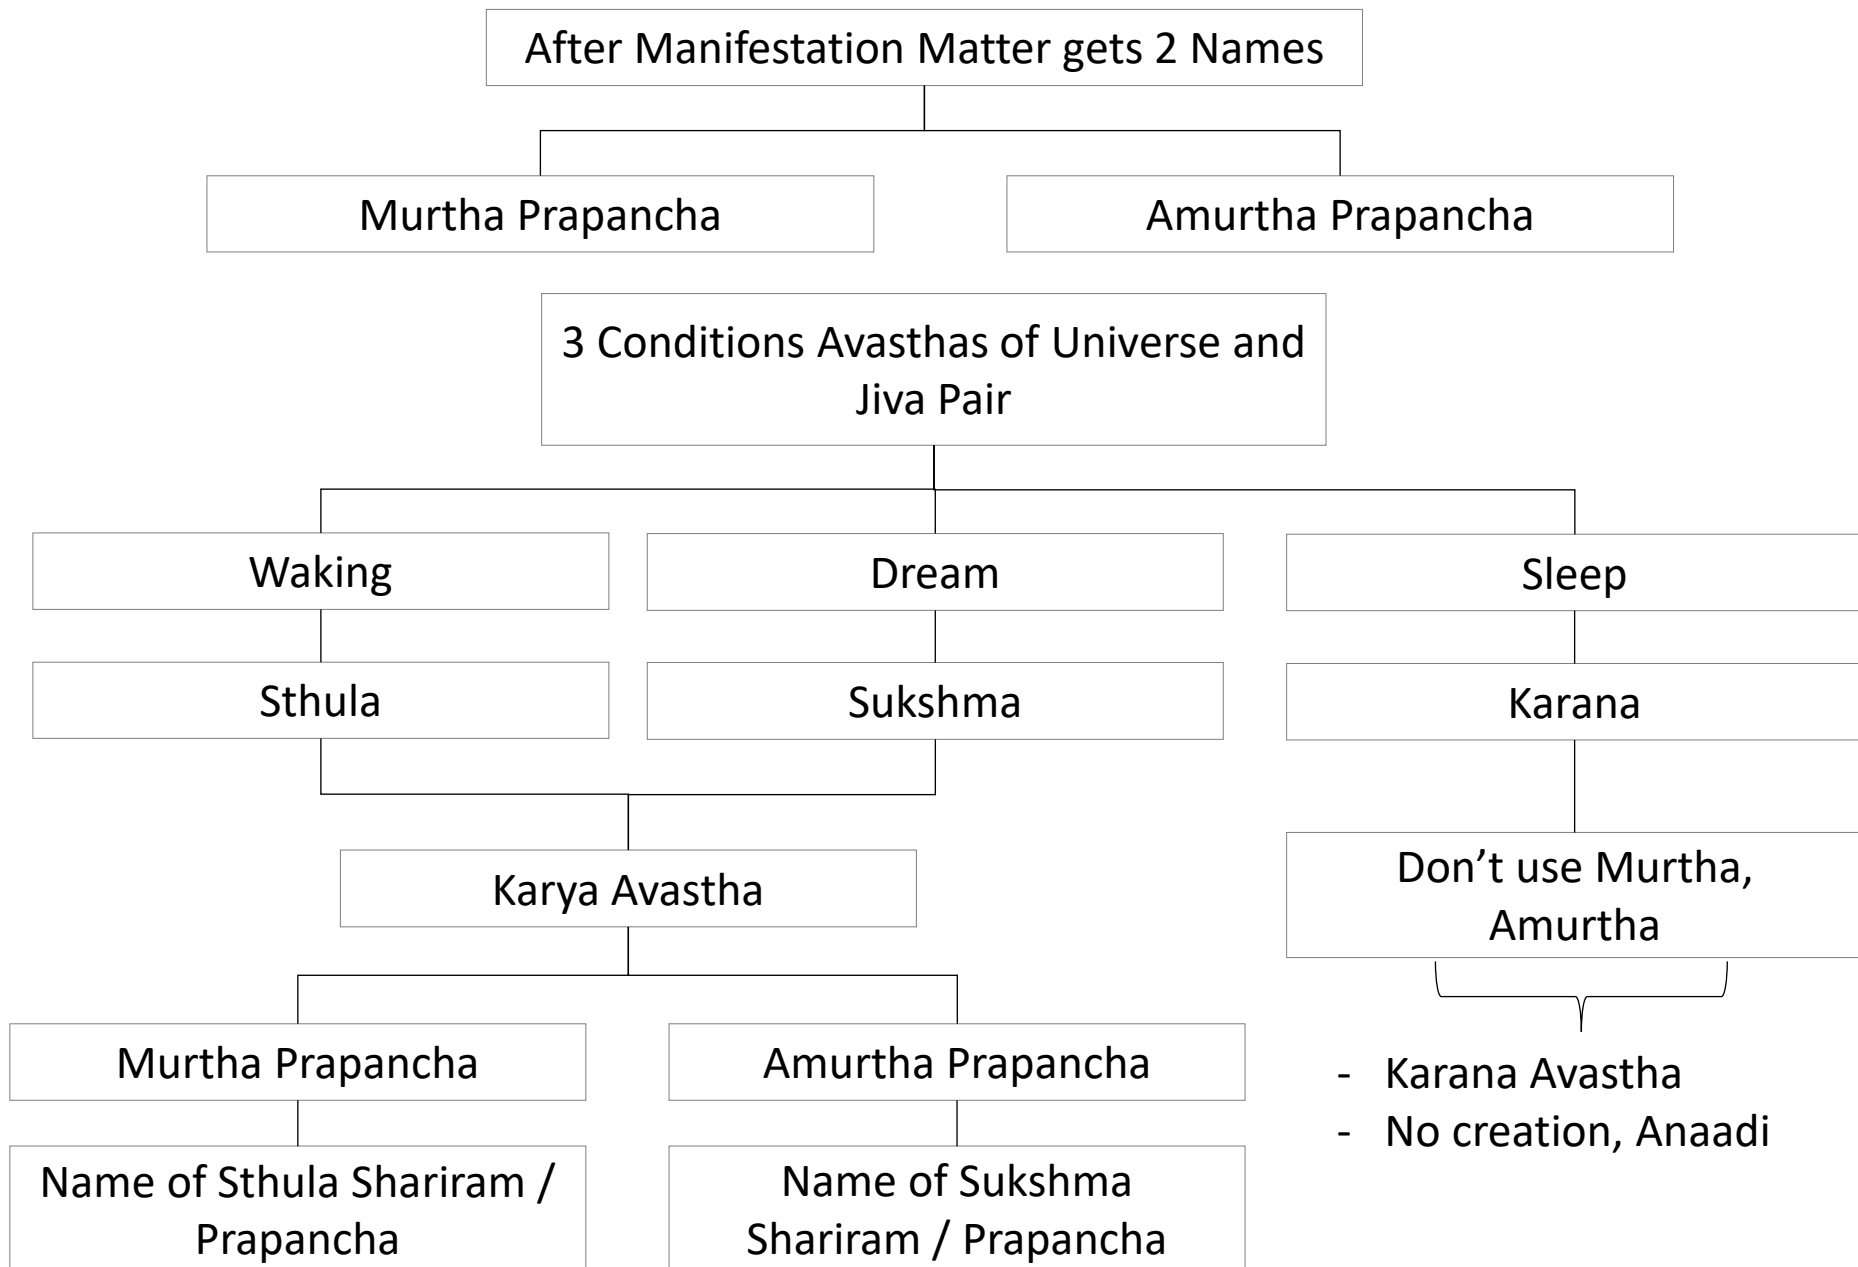 After Manifestation Matter gets 2 Names
Murtha Prapancha
Amurtha Prapancha
3 Conditions Avasthas of Universe and
Jiva Pair
Waking
Dream
Sleep
Sthula
Sukshma
Karana
Karya Avastha
Don’t use Murtha,
Amurtha
Murtha Prapancha
Amurtha Prapancha
- Karana Avastha
- No creation, Anaadi
Name of Sthula Shariram /
Prapancha
Name of Sukshma
Shariram / Prapancha